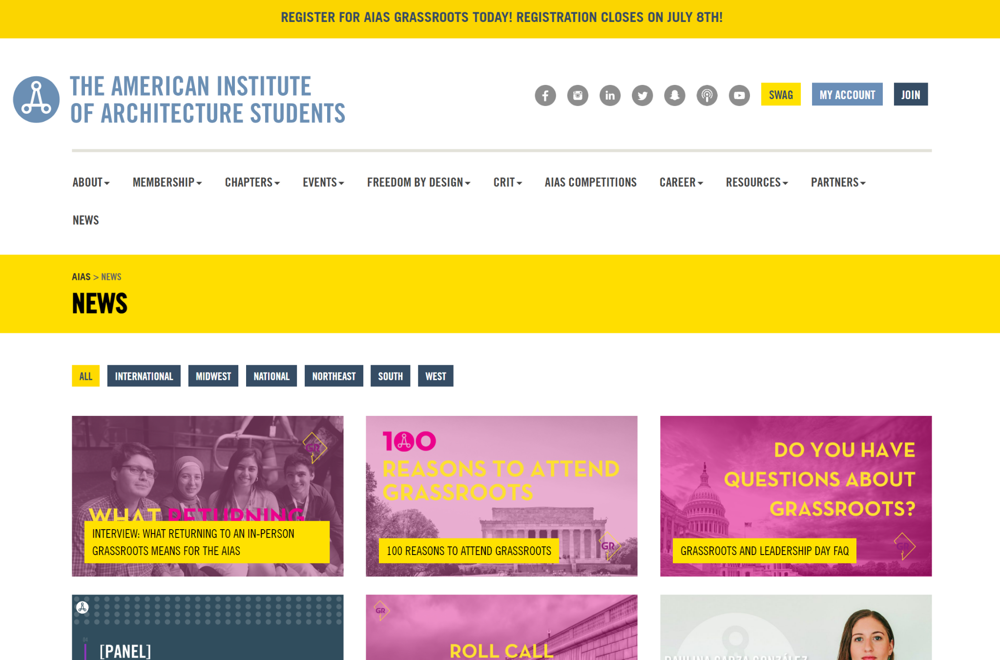 REGISTER FOR AIAS GRASSROOTS TODAY! REGISTRATION CLOSES ON JULY 8TH!
THE AMERICAN INSTITUTE
OF ARCHITECTURE STUDENTS
SWAG
MY ACCOUNT
JOIN
ABOUT
MEMBERSHIP
CHAPTERS
EVENTS
FREEDOM BY DESIGN
CRIT
AIAS COMPETITIONS
CAREER
RESOURCES
PARTNERS
NEWS
AIAS > NEWS
NEWS
ALL
INTERNATIONAL
MIDWEST
NATIONAL
NORTHEAST
SOUTH
WEST
GR
WHAT RETURNING
INTERVIEW: WHAT RETURNING TO AN IN-PERSON
GRASSROOTS MEANS FOR THE AIAS
100
REASONS TO ATTEND
GRASSROOTS
GR
100 REASONS TO ATTEND GRASSROOTS
DO YOU HAVE
QUESTIONS ABOUT
GRASSROOTS?
GR
GRASSROOTS AND LEADERSHIP DAY FAQ
04
[PANEL]
GR
ROLL CALL
PAULINA GARZA GONZÁLEZ